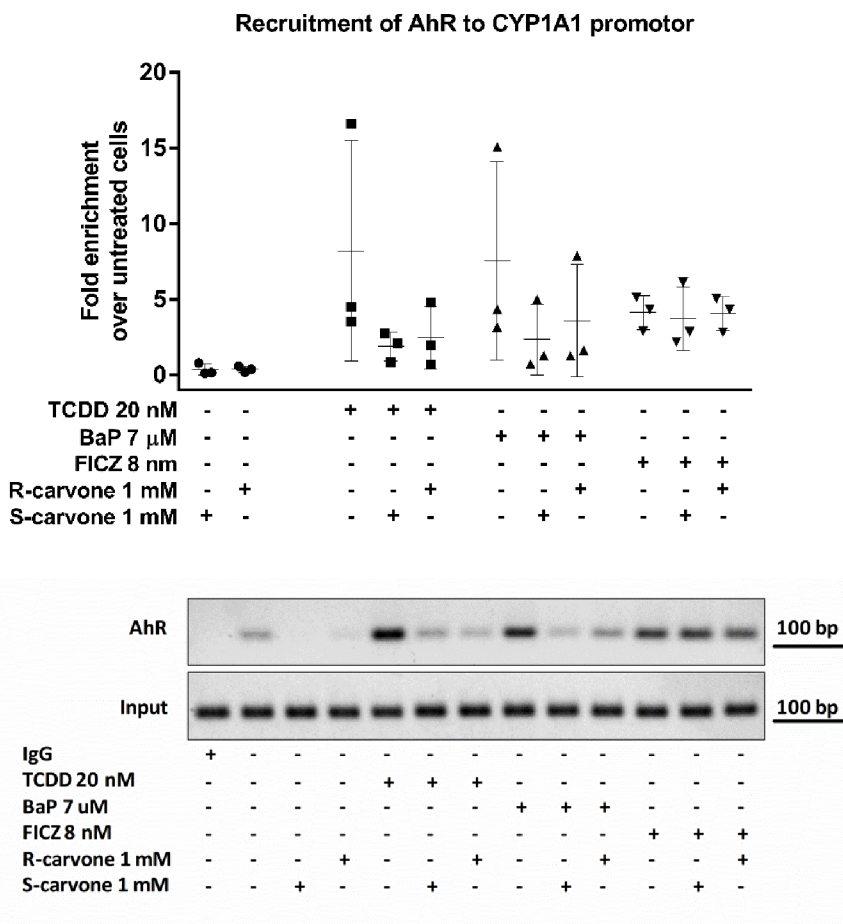 Recruitment of AhR to CYP1A1 promotor
Fold enrichment
over untreated cells
20
15
10
5
0
TCDD 20 nM - - + + + - - - - - -
BaP 7 µM - - - - - + + + - - -
FICZ 8 nm - - - - - - - - + + +
R-carvone 1 mM - + - - + - - + - - +
S-carvone 1 mM + - - + - - + - - + -
AhR 100 bp
Input 100 bp
IgG + - - - - - - - - - - - -
TCDD 20 nM - - - - + + + - - - - - -
BaP 7 uM - - - - - - - + + + - - -
FICZ 8 nM - - - - - - - - - - + + +
R-carvone 1 mM - - - + - - + - - + - - +
S-carvone 1 mM - - + - - + - - + - - + -